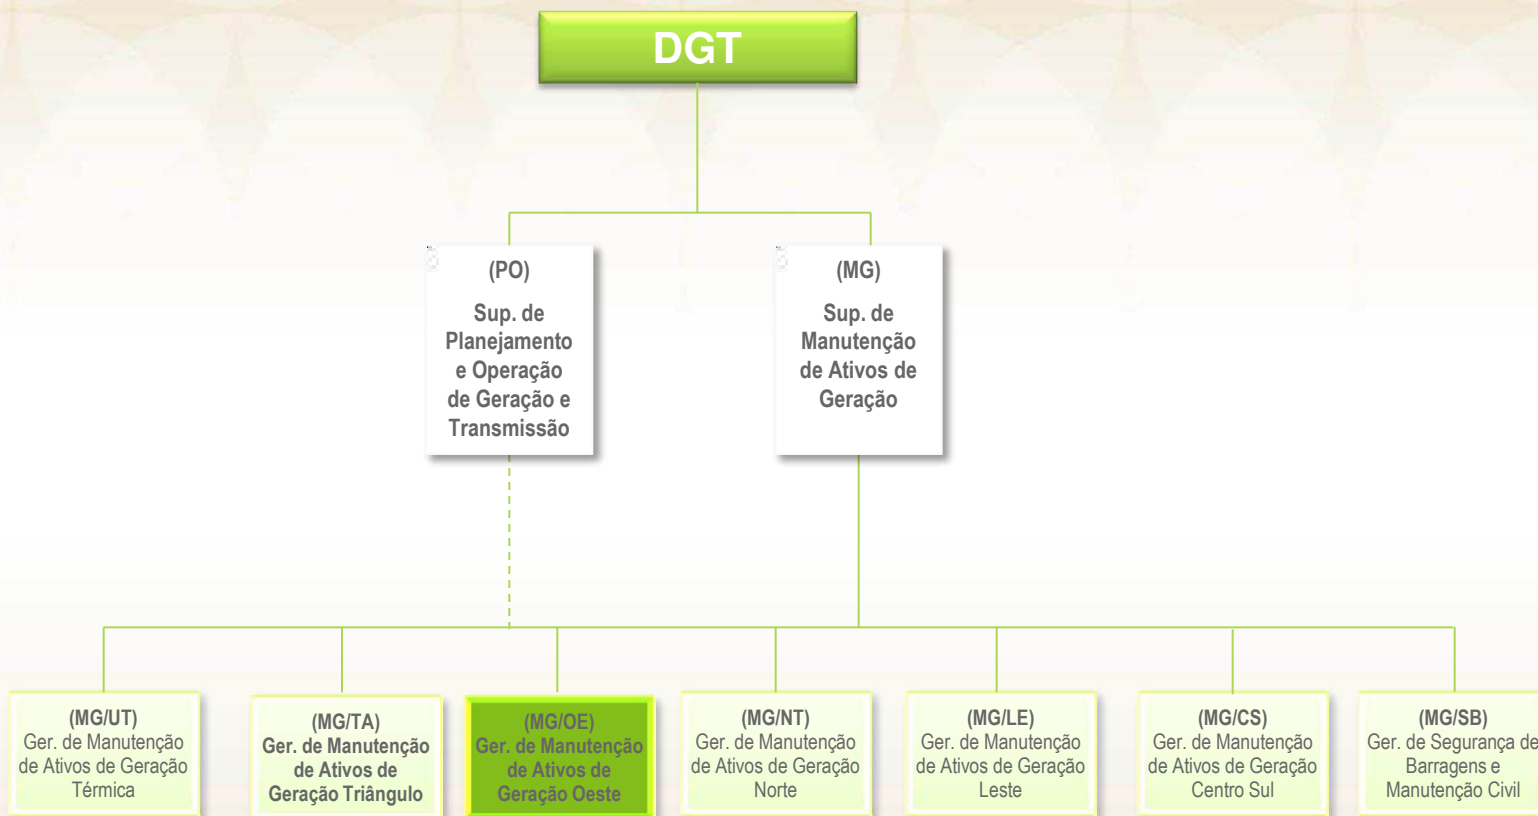 DGT
(PO)
Sup. de
Planejamento
e Operação
de Geração e
Transmissão
(MG)
Sup. de
Manutenção
de Ativos de
Geração
(MG/UT)
Ger. de Manutenção
de Ativos de Geração
Térmica
(MG/TA)
Ger. de Manutenção
de Ativos de
Geração Triângulo
(MG/OE)
Ger. de Manutenção
de Ativos de
Geração Oeste
(MG/NT)
Ger. de Manutenção
de Ativos de Geração
Norte
(MG/LE)
Ger. de Manutenção
de Ativos de Geração
Leste
(MG/CS)
Ger. de Manutenção
de Ativos de Geração
Centro Sul
(MG/SB)
Ger. de Segurança de
Barragens e
Manutenção Civil